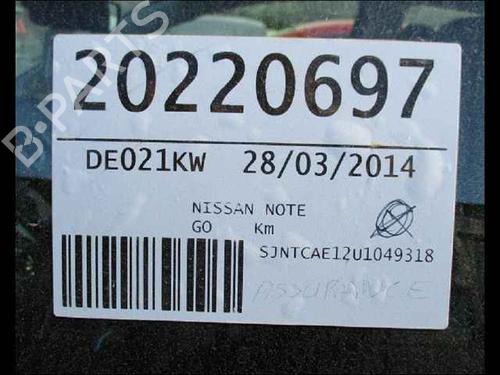 20220697
B-PARTS
DE021KW 28/03/2014
NISSAN NOTE
GO Km
SJNTCAE12U1049318
ASSURANCE